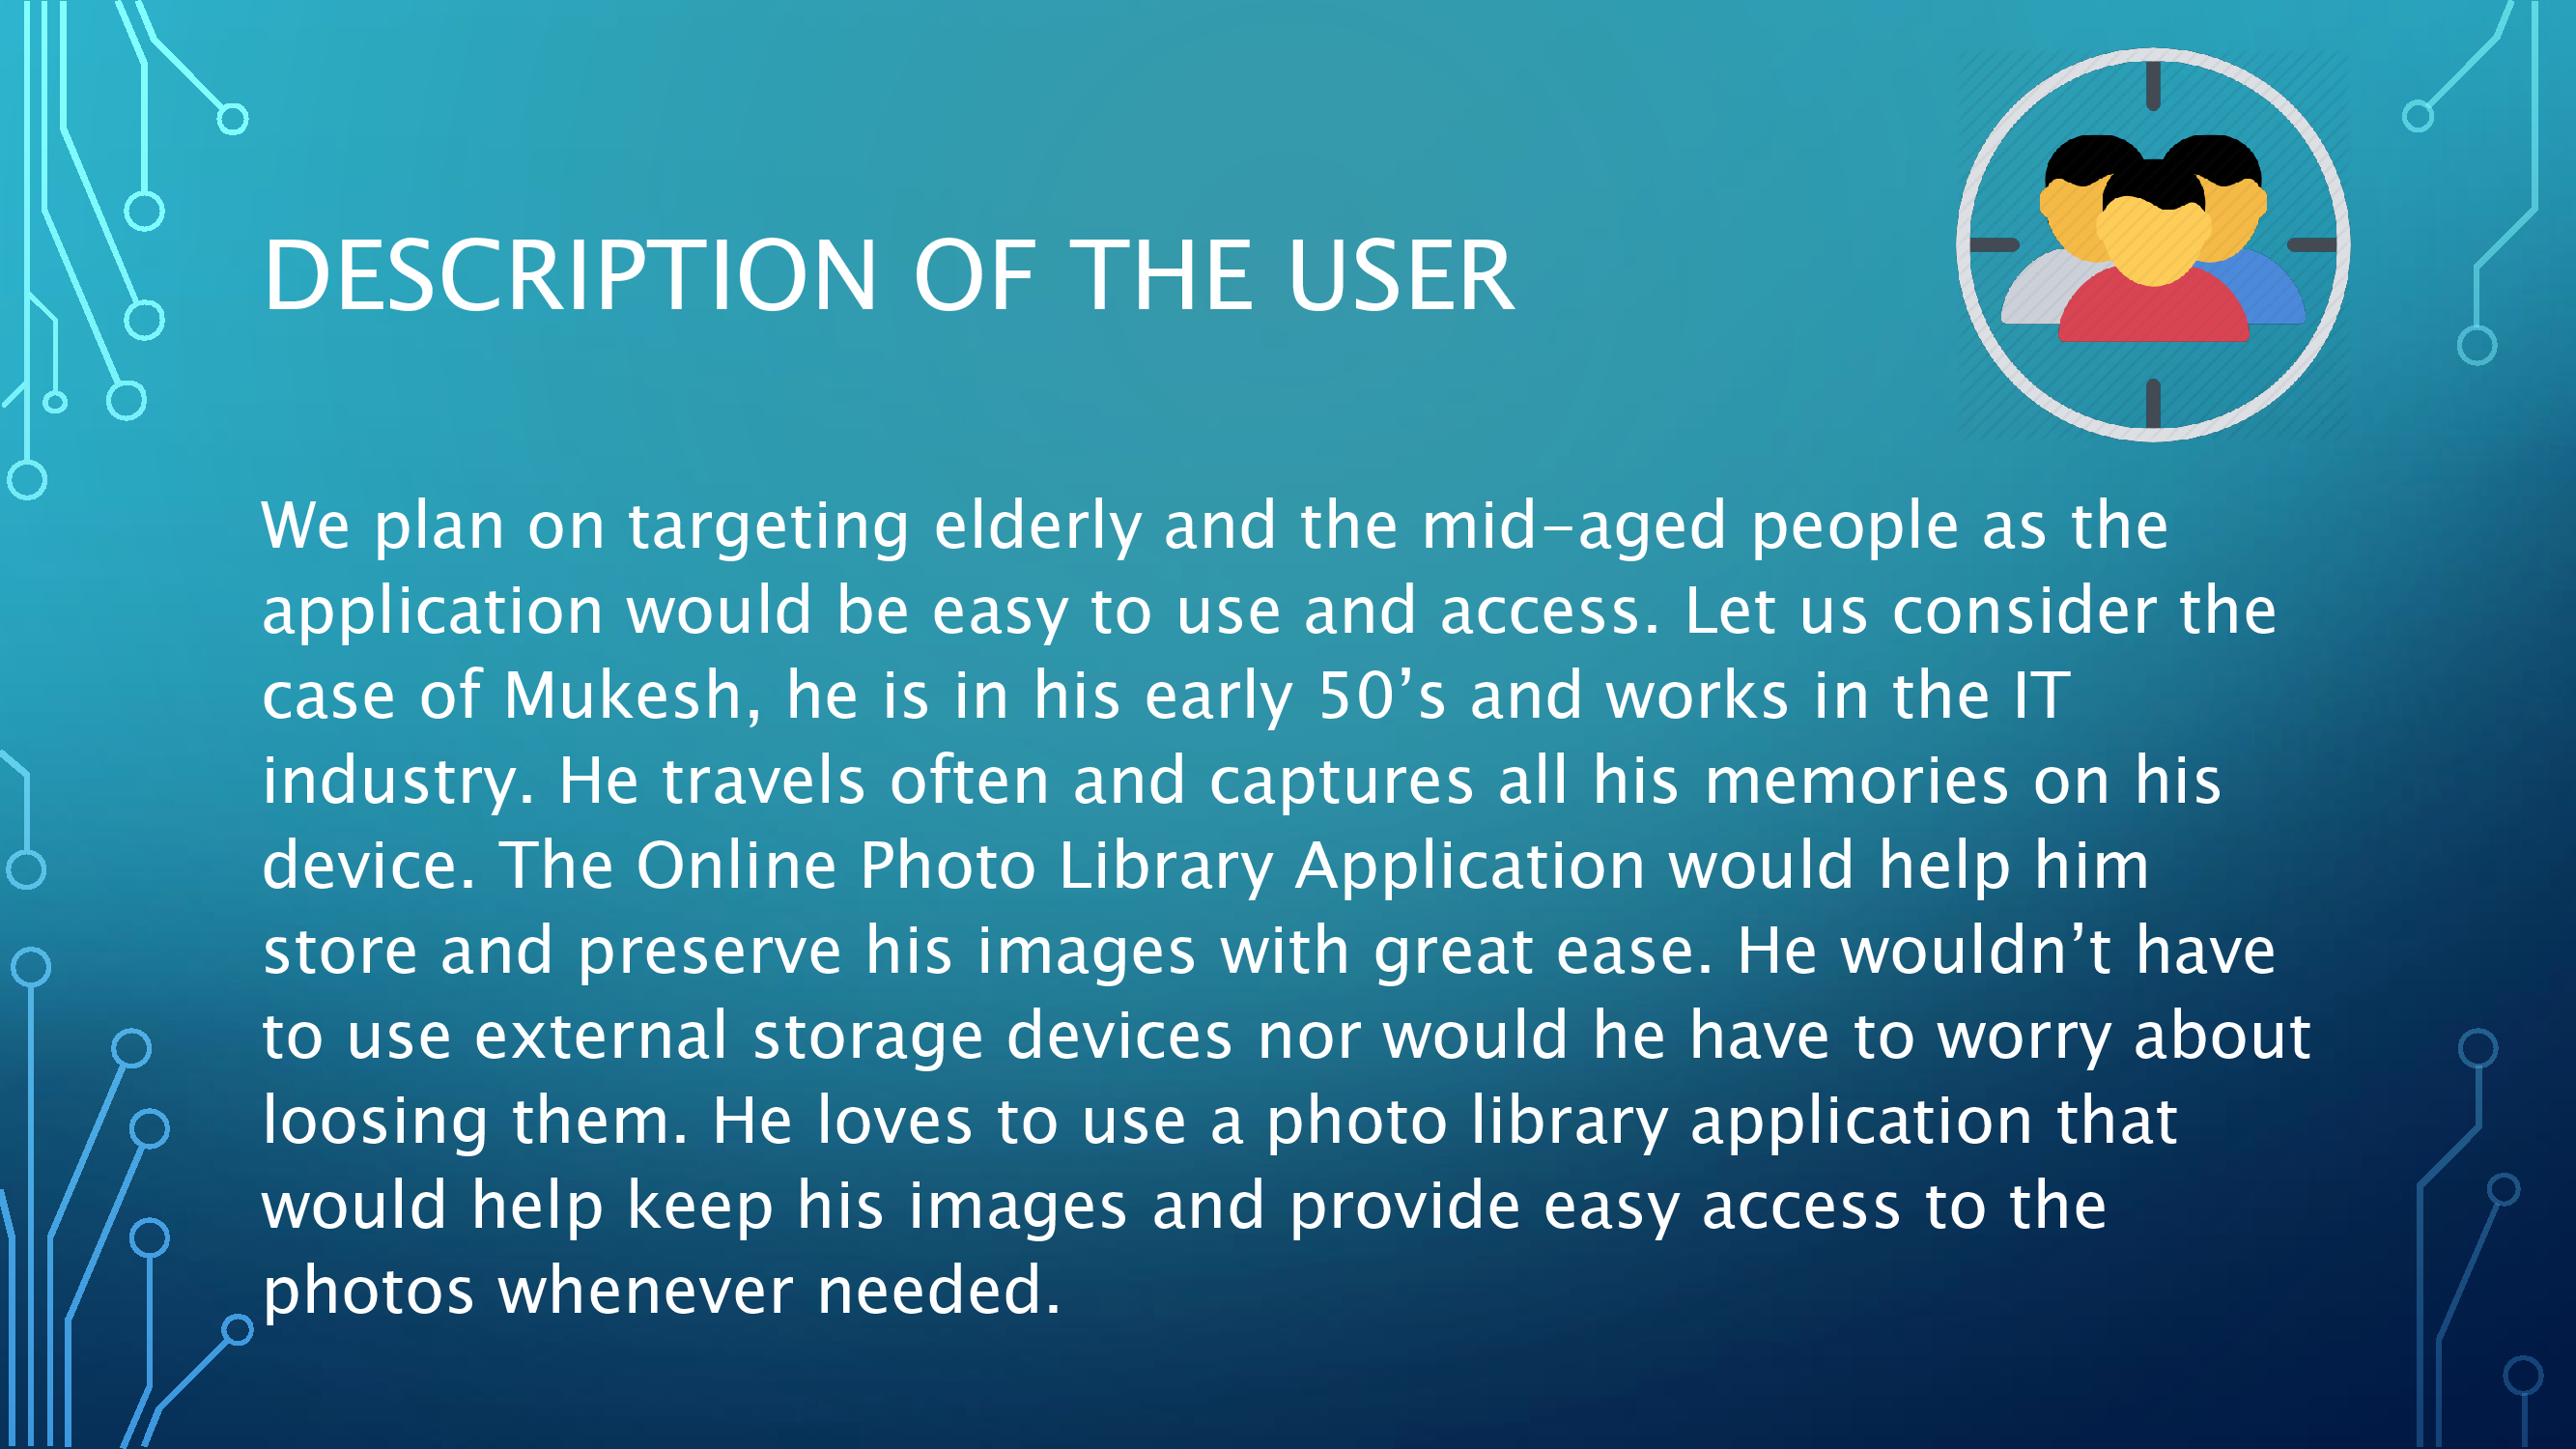 DESCRIPTION OF THE USER
We plan on targeting elderly and the mid-aged people as the
application would be easy to use and access. Let us consider the
case of Mukesh, he is in his early 50’s and works in the IT
industry. He travels often and captures all his memories on his
device. The Online Photo Library Application would help him
store and preserve his images with great ease. He wouldn’t have
to use external storage devices nor would he have to worry about
loosing them. He loves to use a photo library application that
would help keep his images and provide easy access to the
photos whenever needed.